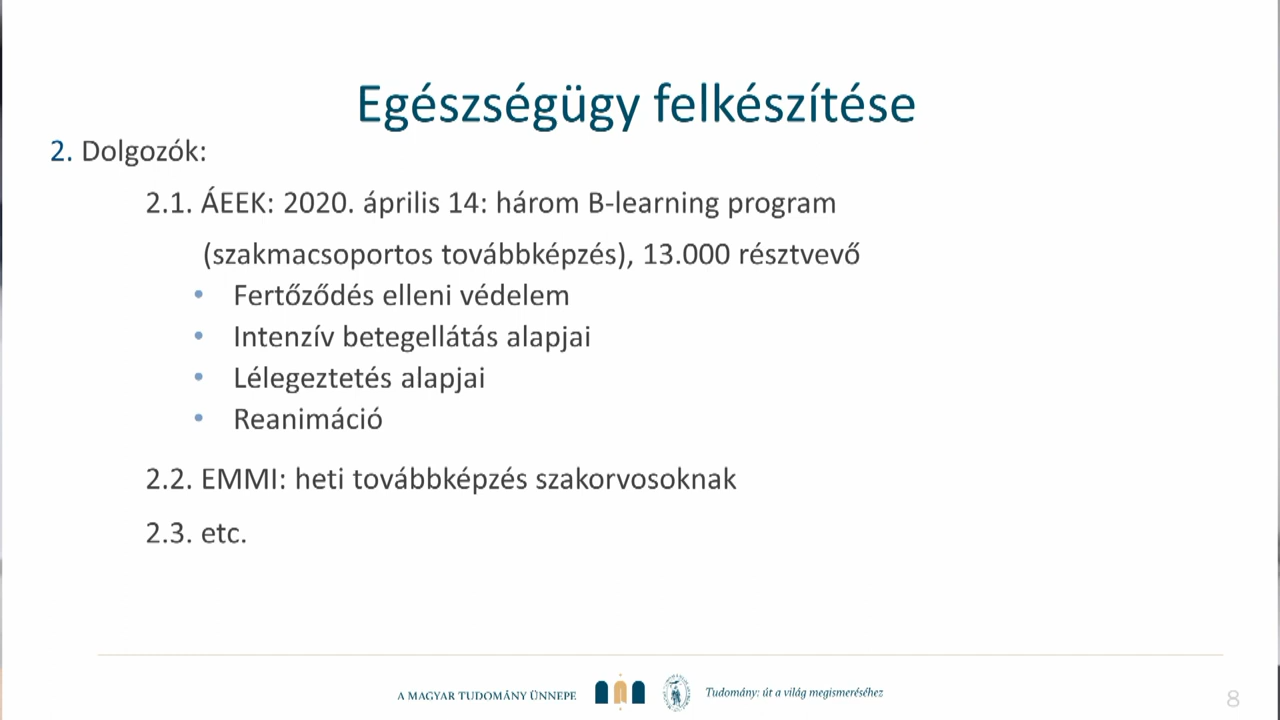 Egészségügy felkészítése
2. Dolgozók:
2.1. ÁEEK: 2020. április 14: három B-learning program
(szakmacsoportos továbbképzés), 13.000 résztvevő
• Fertőződés elleni védelem
• Intenzív betegellátás alapjai
• Lélegeztetés alapjai
• Reanimáció
2.2. EMMI: heti továbbképzés szakorvosoknak
2.3. etc.
A MAGYAR TUDOMÁNY ÜNNEPE
Tudomány: út a világ megismeréséhez
8